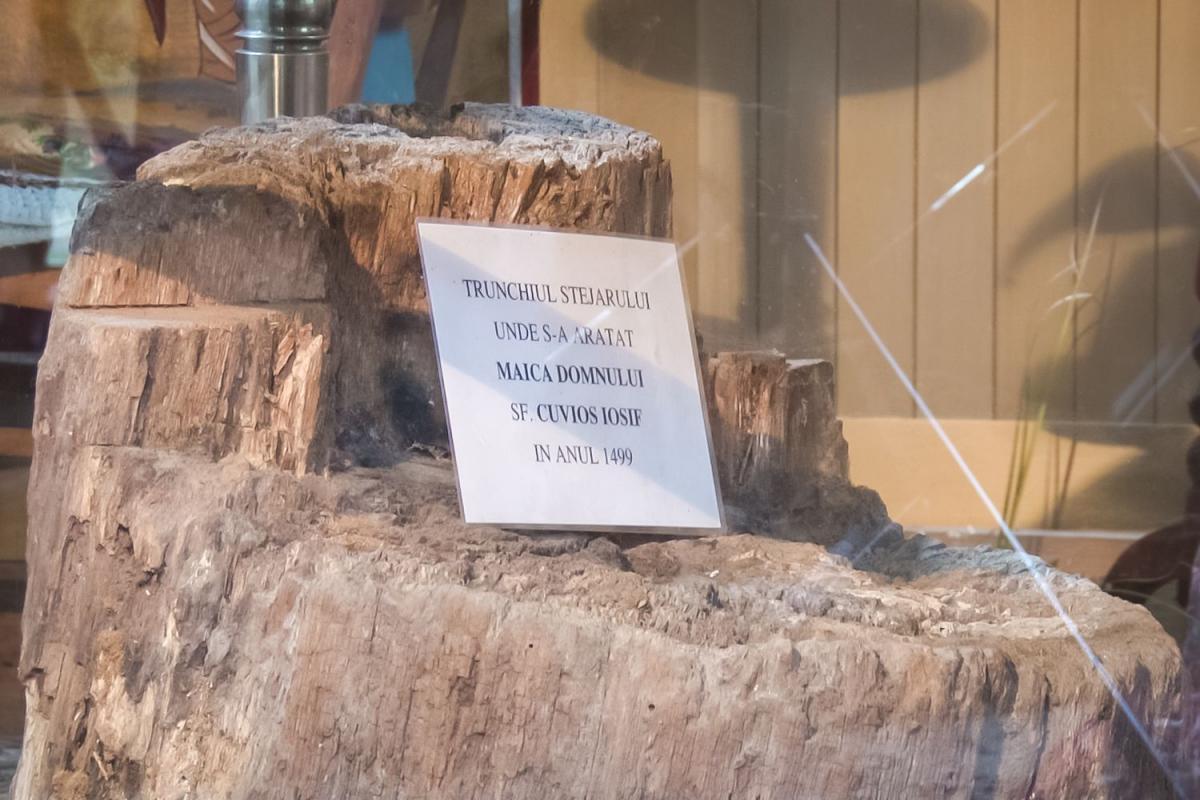 TRUNCHIUL STEJARULUI
UNDE S-A ARATAT
MAICA DOMNULUI
SF. CUVIOS IOSIF
IN ANUL 1499